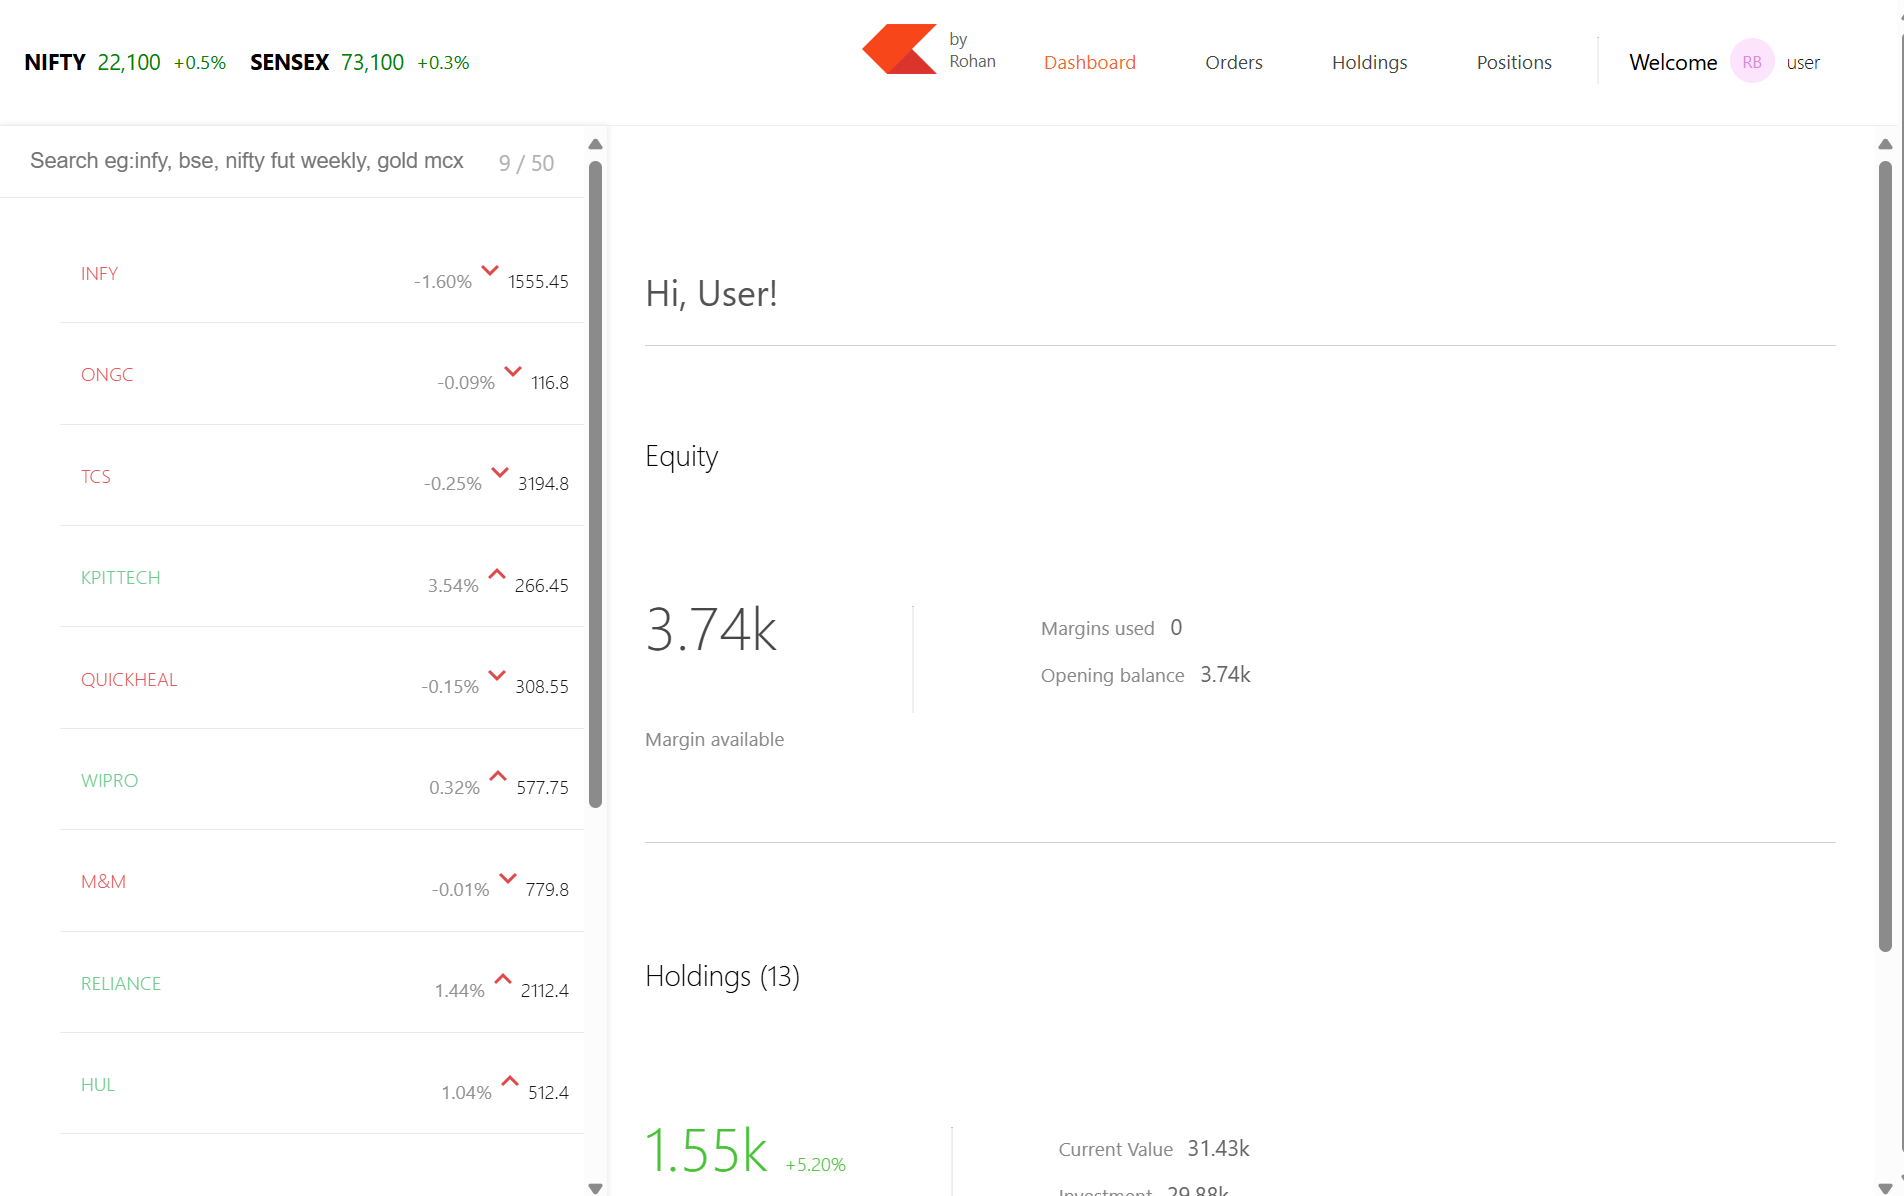 NIFTY 22,100 +0.5% SENSEX 73,100 +0.3%
by
Rohan
Dashboard Orders Holdings Positions
Welcome RB user
Search eg:infy, bse, nifty fut weekly, gold mcx 9 / 50
INFY -1.60% 1555.45
ONGC -0.09% 116.8
TCS -0.25% 3194.8
KPITTECH 3.54% 266.45
QUICKHEAL -0.15% 308.55
WIPRO 0.32% 577.75
M&M -0.01% 779.8
RELIANCE 1.44% 2112.4
HUL 1.04% 512.4
Hi, User!
Equity
3.74k
Margin available
Margins used 0
Opening balance 3.74k
Holdings (13)
1.55k +5.20%
Current Value 31.43k
Investment 29.88k